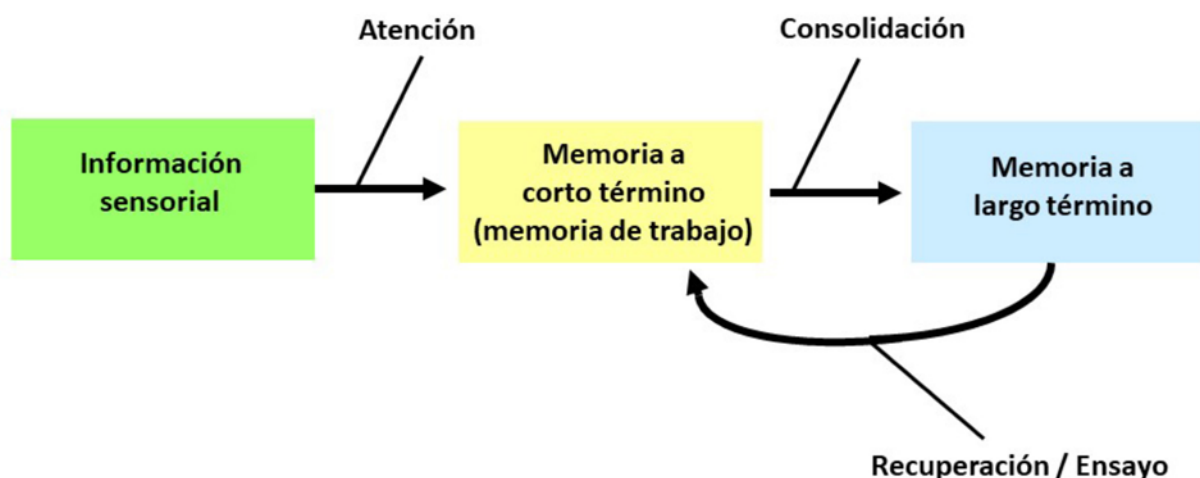 Atención
Consolidación
Información
sensorial
Memoria a
corto término
(memoria de trabajo)
Memoria a
largo término
Recuperación / Ensayo